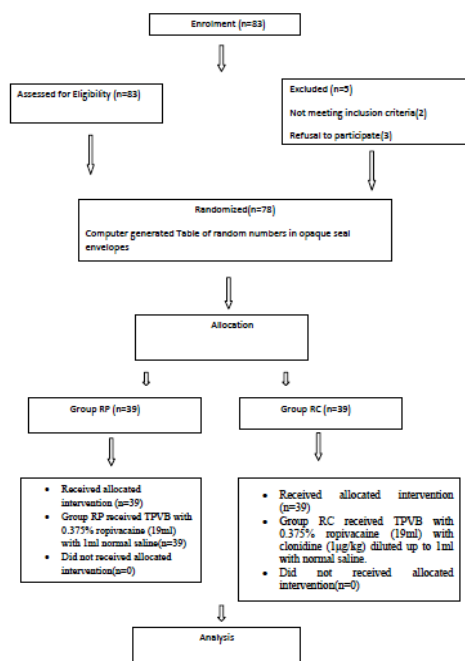 Enrolment (n=83)
Assessed for Eligibility (n=83)
Excluded (n=5)
Not meeting inclusion criteria(2)
Refusal to participate(3)
Randomized(n=78)
Computer generated Table of random numbers in opaque seal
envelopes
Allocation
Group RP (n=39)
Group RC (n=39)
• Received allocated
intervention (n=39)
• Group RP received TPVB with
0.375% ropivacaine (19ml)
with 1ml normal saline(n=39)
• Did not received allocated
intervention(n=0)
• Received allocated intervention
(n=39)
• Group RC received TPVB with
0.375% ropivacaine (19ml) with
clonidine (1µg/kg) diluted up to 1ml
with normal saline.
• Did not received allocated
intervention(n=0)
Analysis